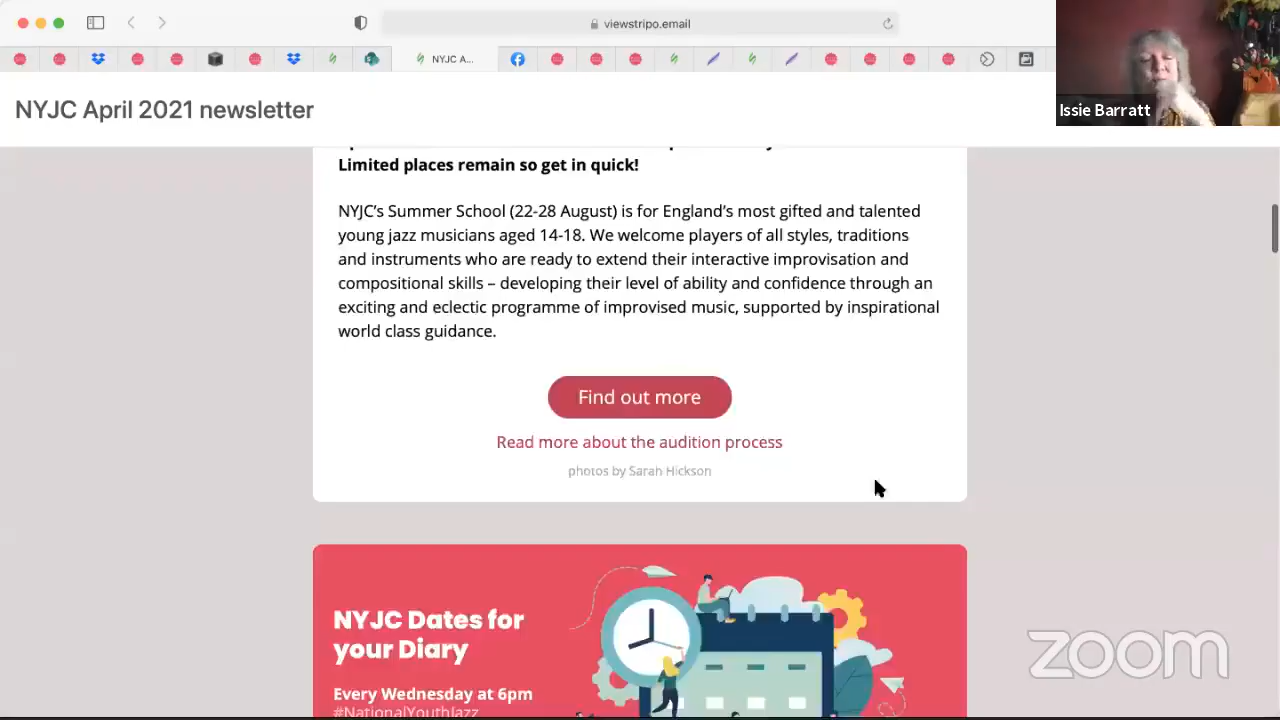 viewstripo.email
NYJC A...
Issie Barratt
NYJC April 2021 newsletter
Limited places remain so get in quick!
NYJC’s Summer School (22-28 August) is for England’s most gifted and talented
young jazz musicians aged 14-18. We welcome players of all styles, traditions
and instruments who are ready to extend their interactive improvisation and
compositional skills – developing their level of ability and confidence through an
exciting and eclectic programme of improvised music, supported by inspirational
world class guidance.
Find out more
Read more about the audition process
photos by Sarah Hickson
NYJC Dates for
your Diary
Every Wednesday at 6pm
#NationalYouthJazz
zoom